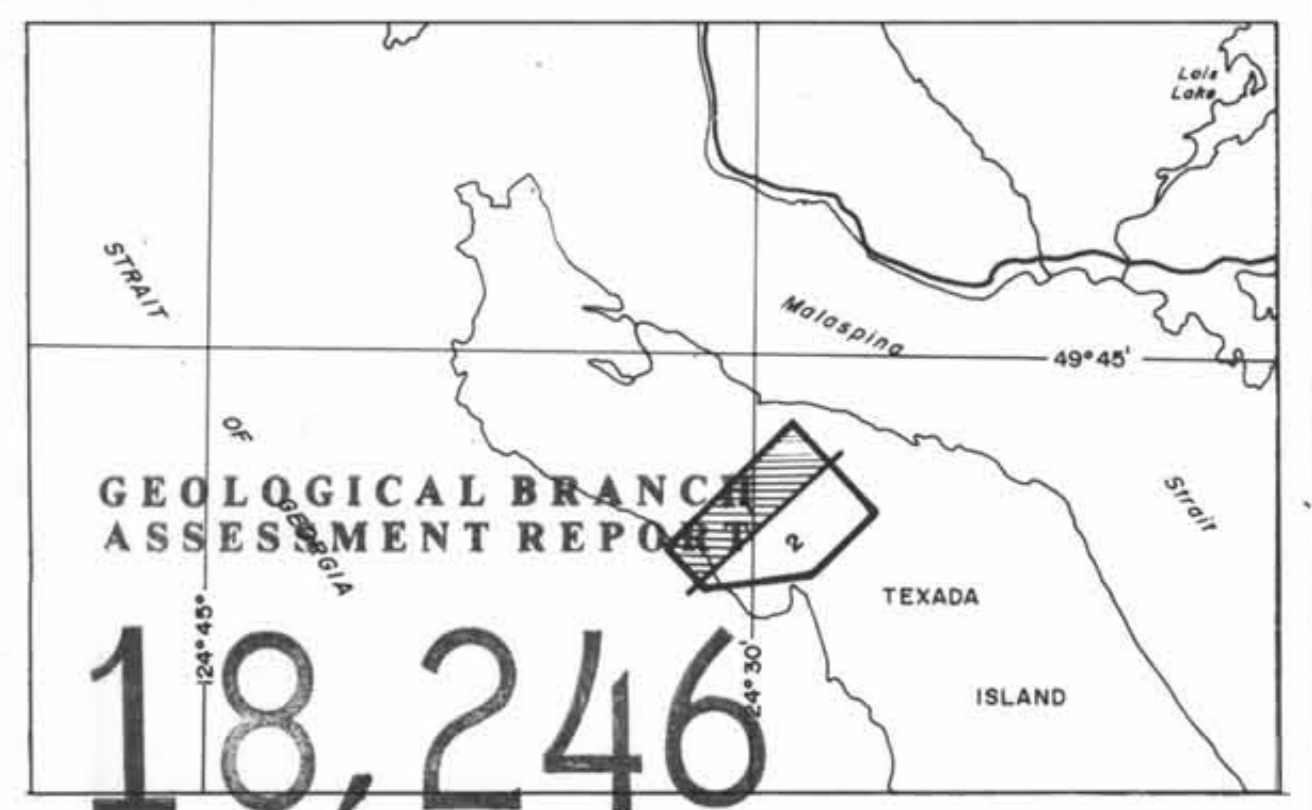 Lois
Lake
STRAIT
Malaspina
49°45'
OF
GEOLOGICAL BRANCH
GEORGIA
ASSESSMENT REPORT
Strait
2
TEXADA
124°45'
24°30'
ISLAND
18,246